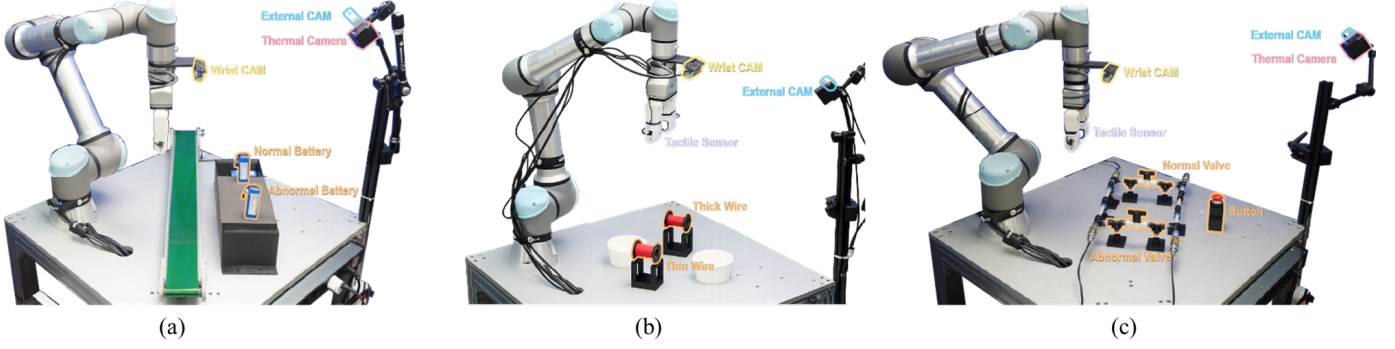 External CAM
Thermal Camera
Wrist CAM
Normal Battery
Abnormal Battery
(a)
Wrist CAM
External CAM
Tactile Sensor
Thick Wire
Thin Wire
(b)
External CAM
Thermal Camera
Wrist CAM
Tactile Sensor
Normal Valve
Button
Abnormal Valve
(c)